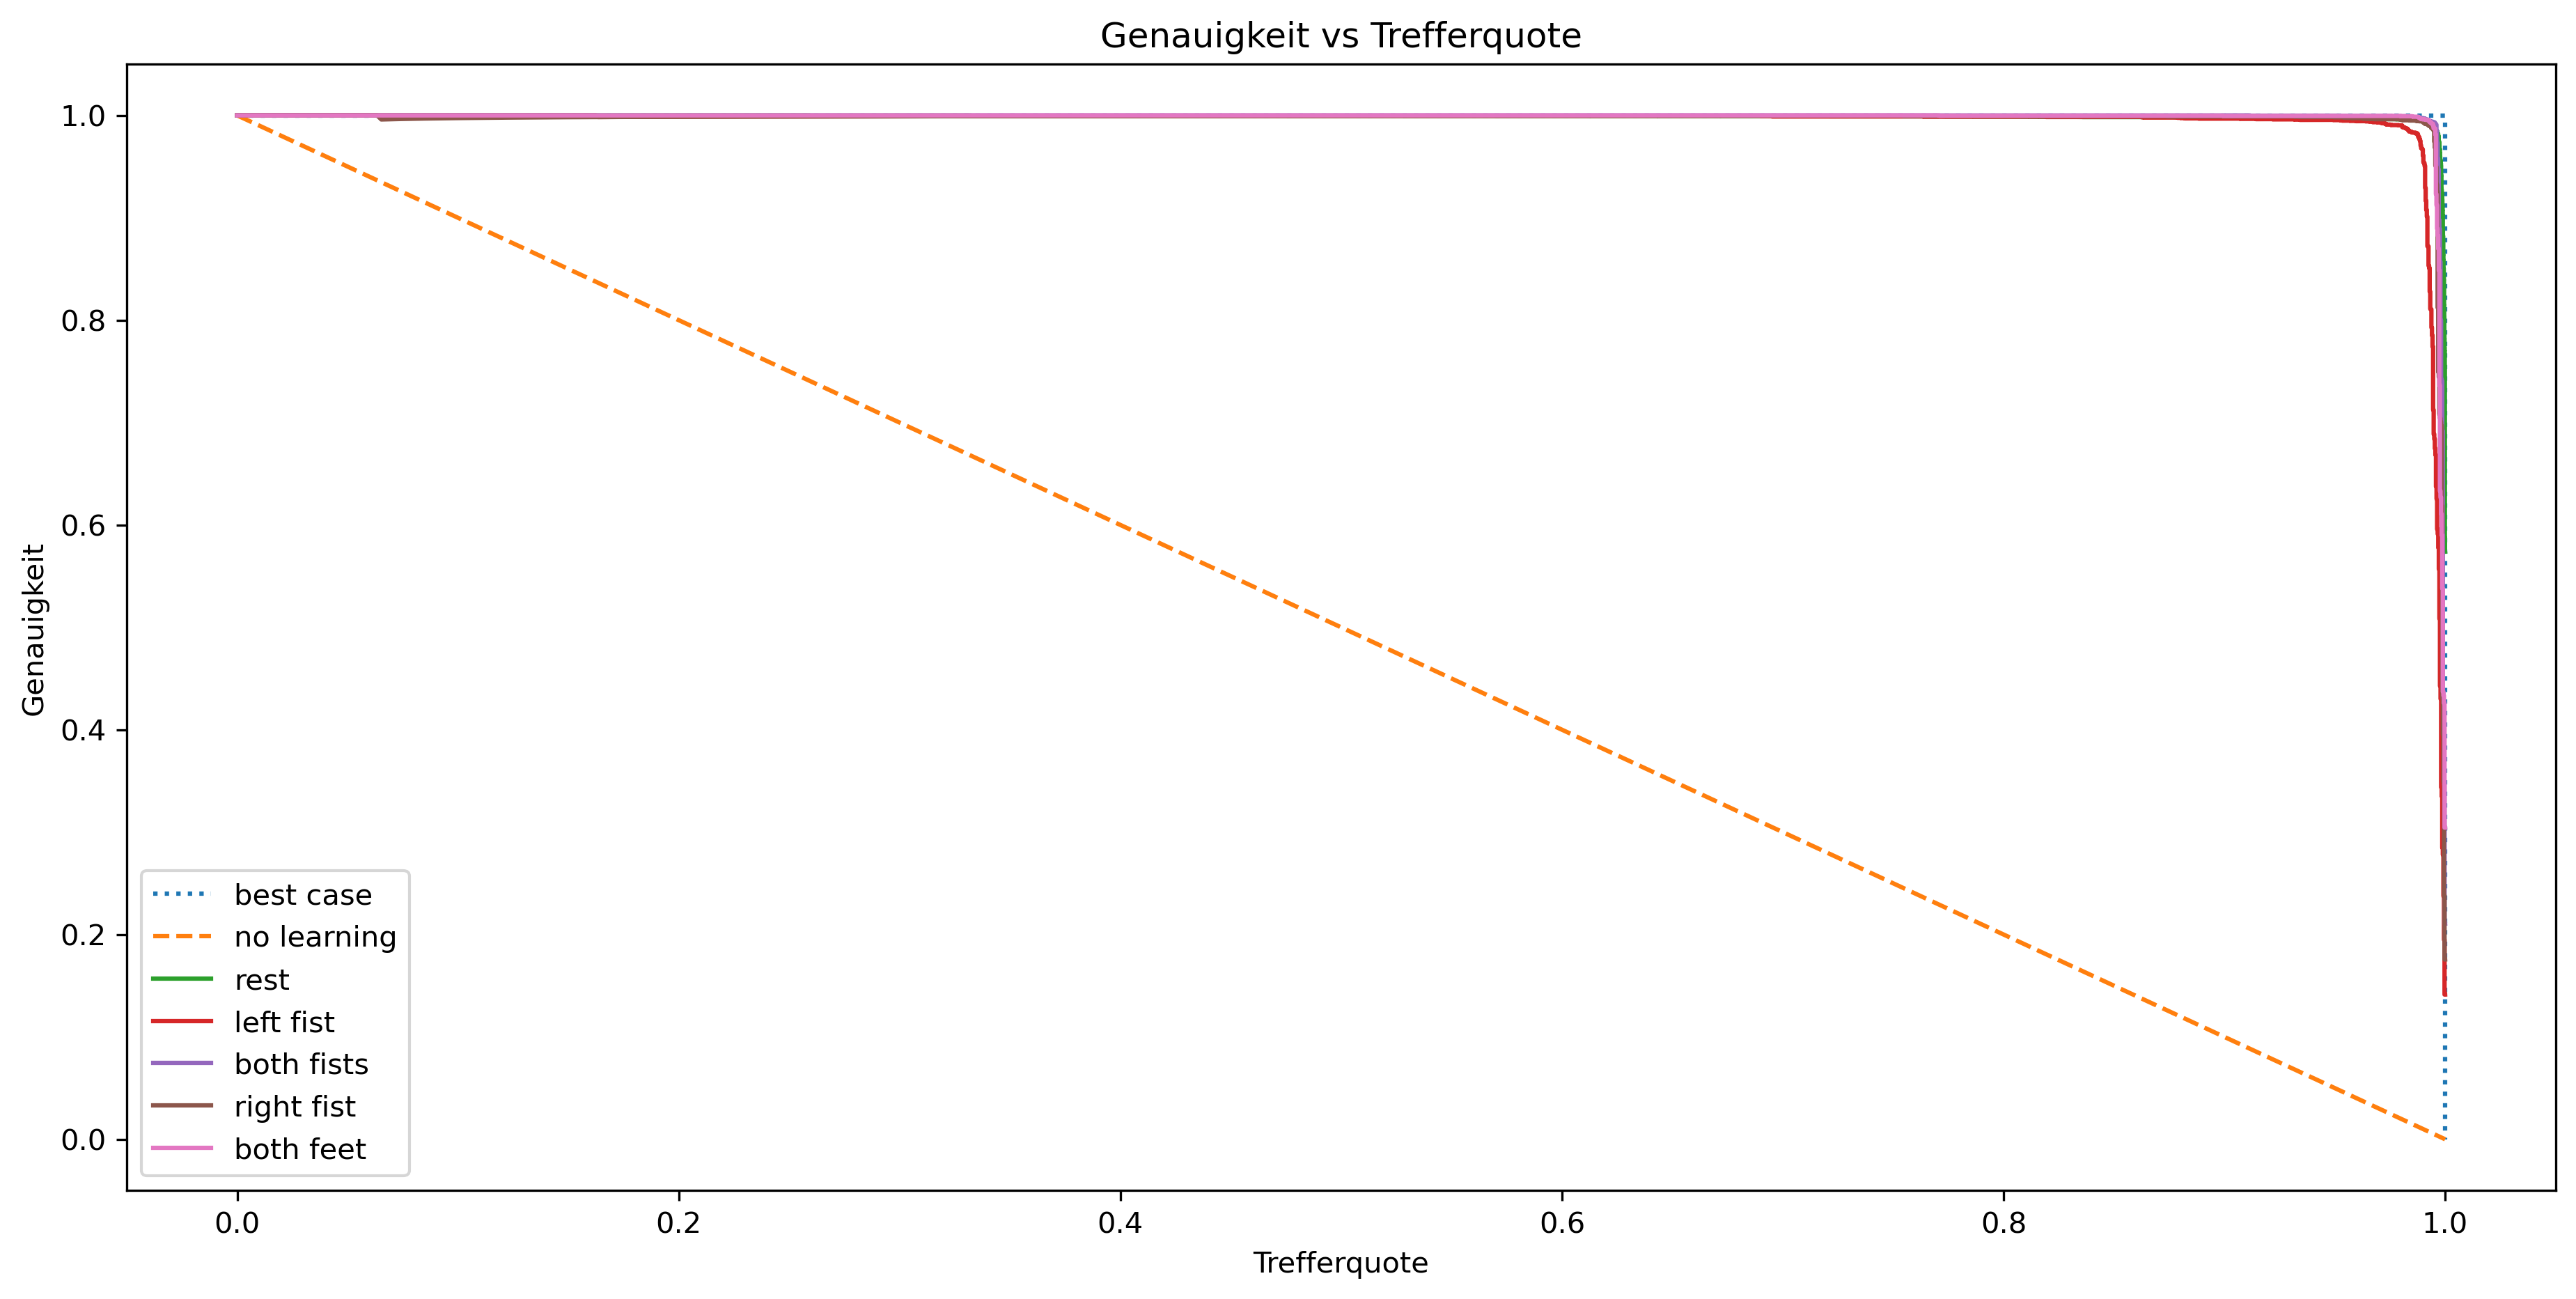 Genauigkeit vs Trefferquote
Genauigkeit
1.0
0.8
0.6
0.4
0.2
0.0
best case
no learning
rest
left fist
both fists
right fist
both feet
0.0 0.2 0.4 0.6 0.8 1.0
Trefferquote